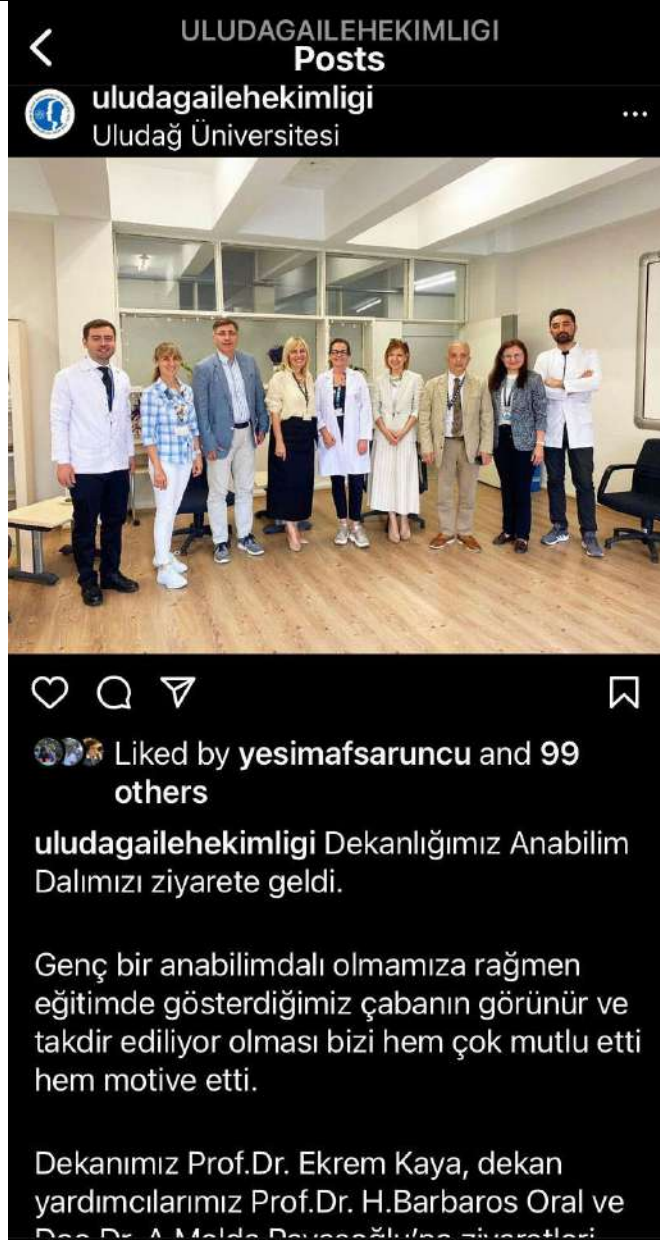 ULUDAGAILEHEKIMLIGI
Posts
uludagailehekimligi
Uludağ Üniversitesi
Liked by yesimafsaruncu and 99
others
uludagailehekimligi Dekanlığımız Anabilim
Dalımızı ziyarete geldi.
Genç bir anabilimdalı olmamıza rağmen
eğitimde gösterdiğimiz çabanın görünür ve
takdir ediliyor olması bizi hem çok mutlu etti
hem motive etti.
Dekanımız Prof.Dr. Ekrem Kaya, dekan
yardımcılarımız Prof.Dr. H.Barbaros Oral ve